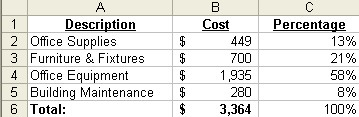 A B C
1 Description Cost Percentage
2 Office Supplies $ 449 13%
3 Furniture & Fixtures $ 700 21%
4 Office Equipment $ 1,935 58%
5 Building Maintenance $ 280 8%
6 Total: $ 3,364 100%